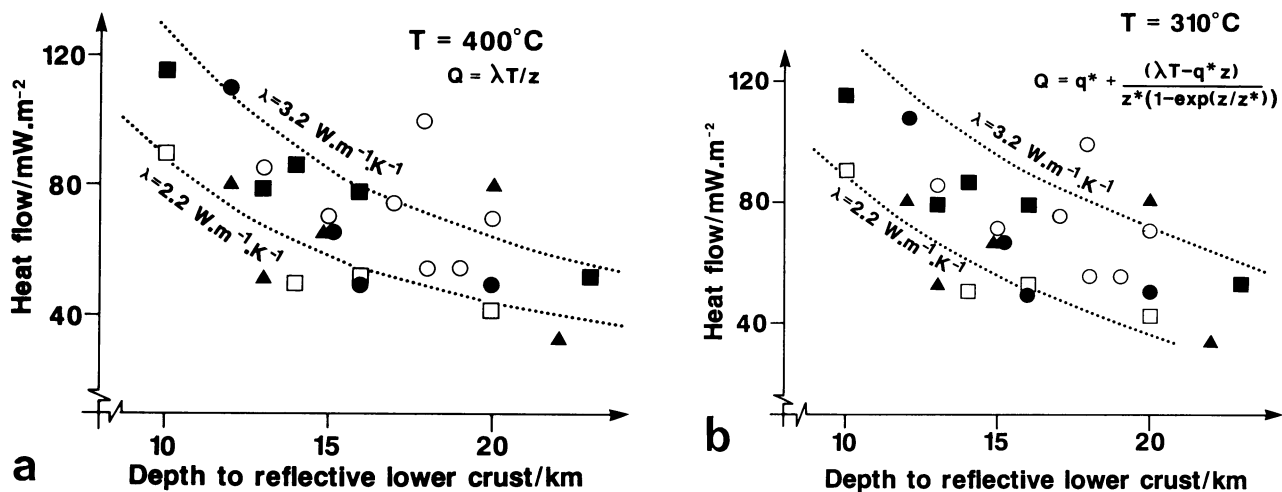 T = 400°C
Q = λT/z
120
80
40
Heat flow/mW.m⁻²
λ=3.2 W.m⁻¹.K⁻¹
λ=2.2 W.m⁻¹.K⁻¹
10 15 20
Depth to reflective lower crust/km
a
T = 310°C
Q = q* + (λT-q*z) / z*(1-exp(z/z*))
120
80
40
Heat flow/mW.m⁻²
λ=3.2 W.m⁻¹.K⁻¹
λ=2.2 W.m⁻¹.K⁻¹
10 15 20
Depth to reflective lower crust/km
b